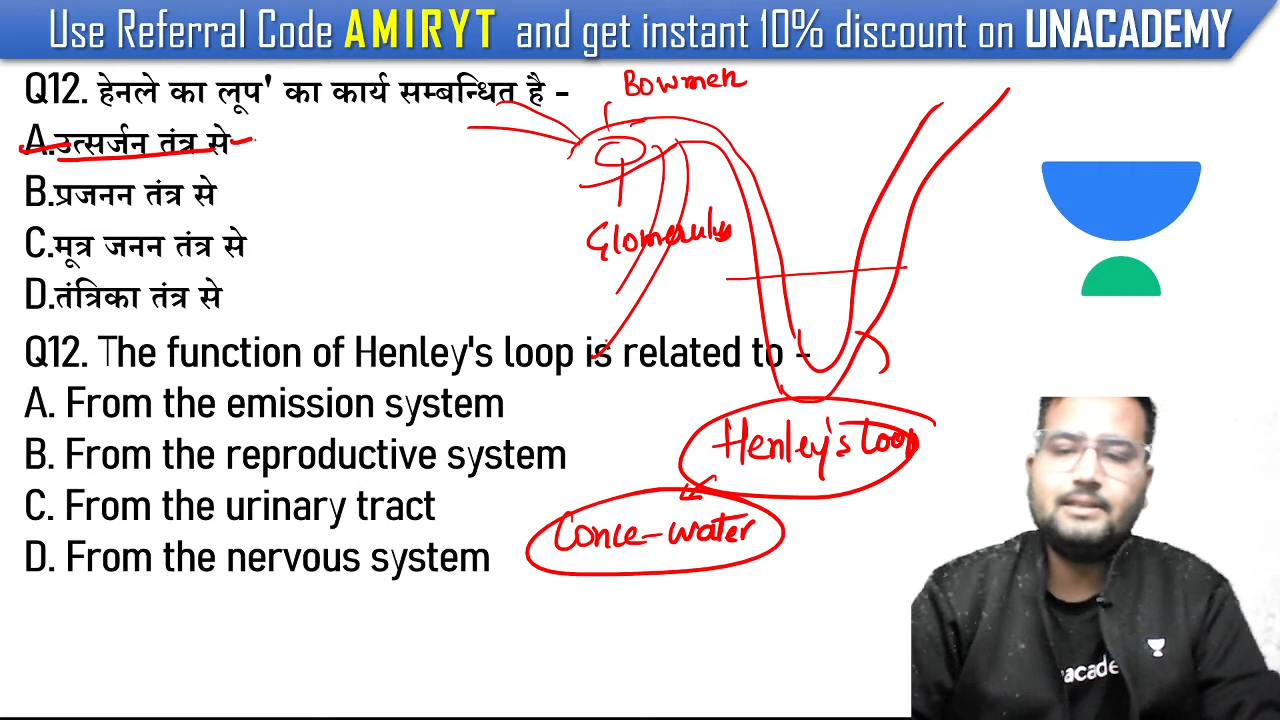 Use Referral Code AMIRYT and get instant 10% discount on UNACADEMY
Q12. हेनले का लूप' का कार्य सम्बन्धित है -
A.उत्सर्जन तंत्र से
B.प्रजनन तंत्र से
C.मूत्र जनन तंत्र से
D.तंत्रिका तंत्र से
Bowmen
Glomerulus
Q12. The function of Henley's loop is related to -
A. From the emission system
B. From the reproductive system
C. From the urinary tract
D. From the nervous system
Henley's loop
Conce-water
unacade